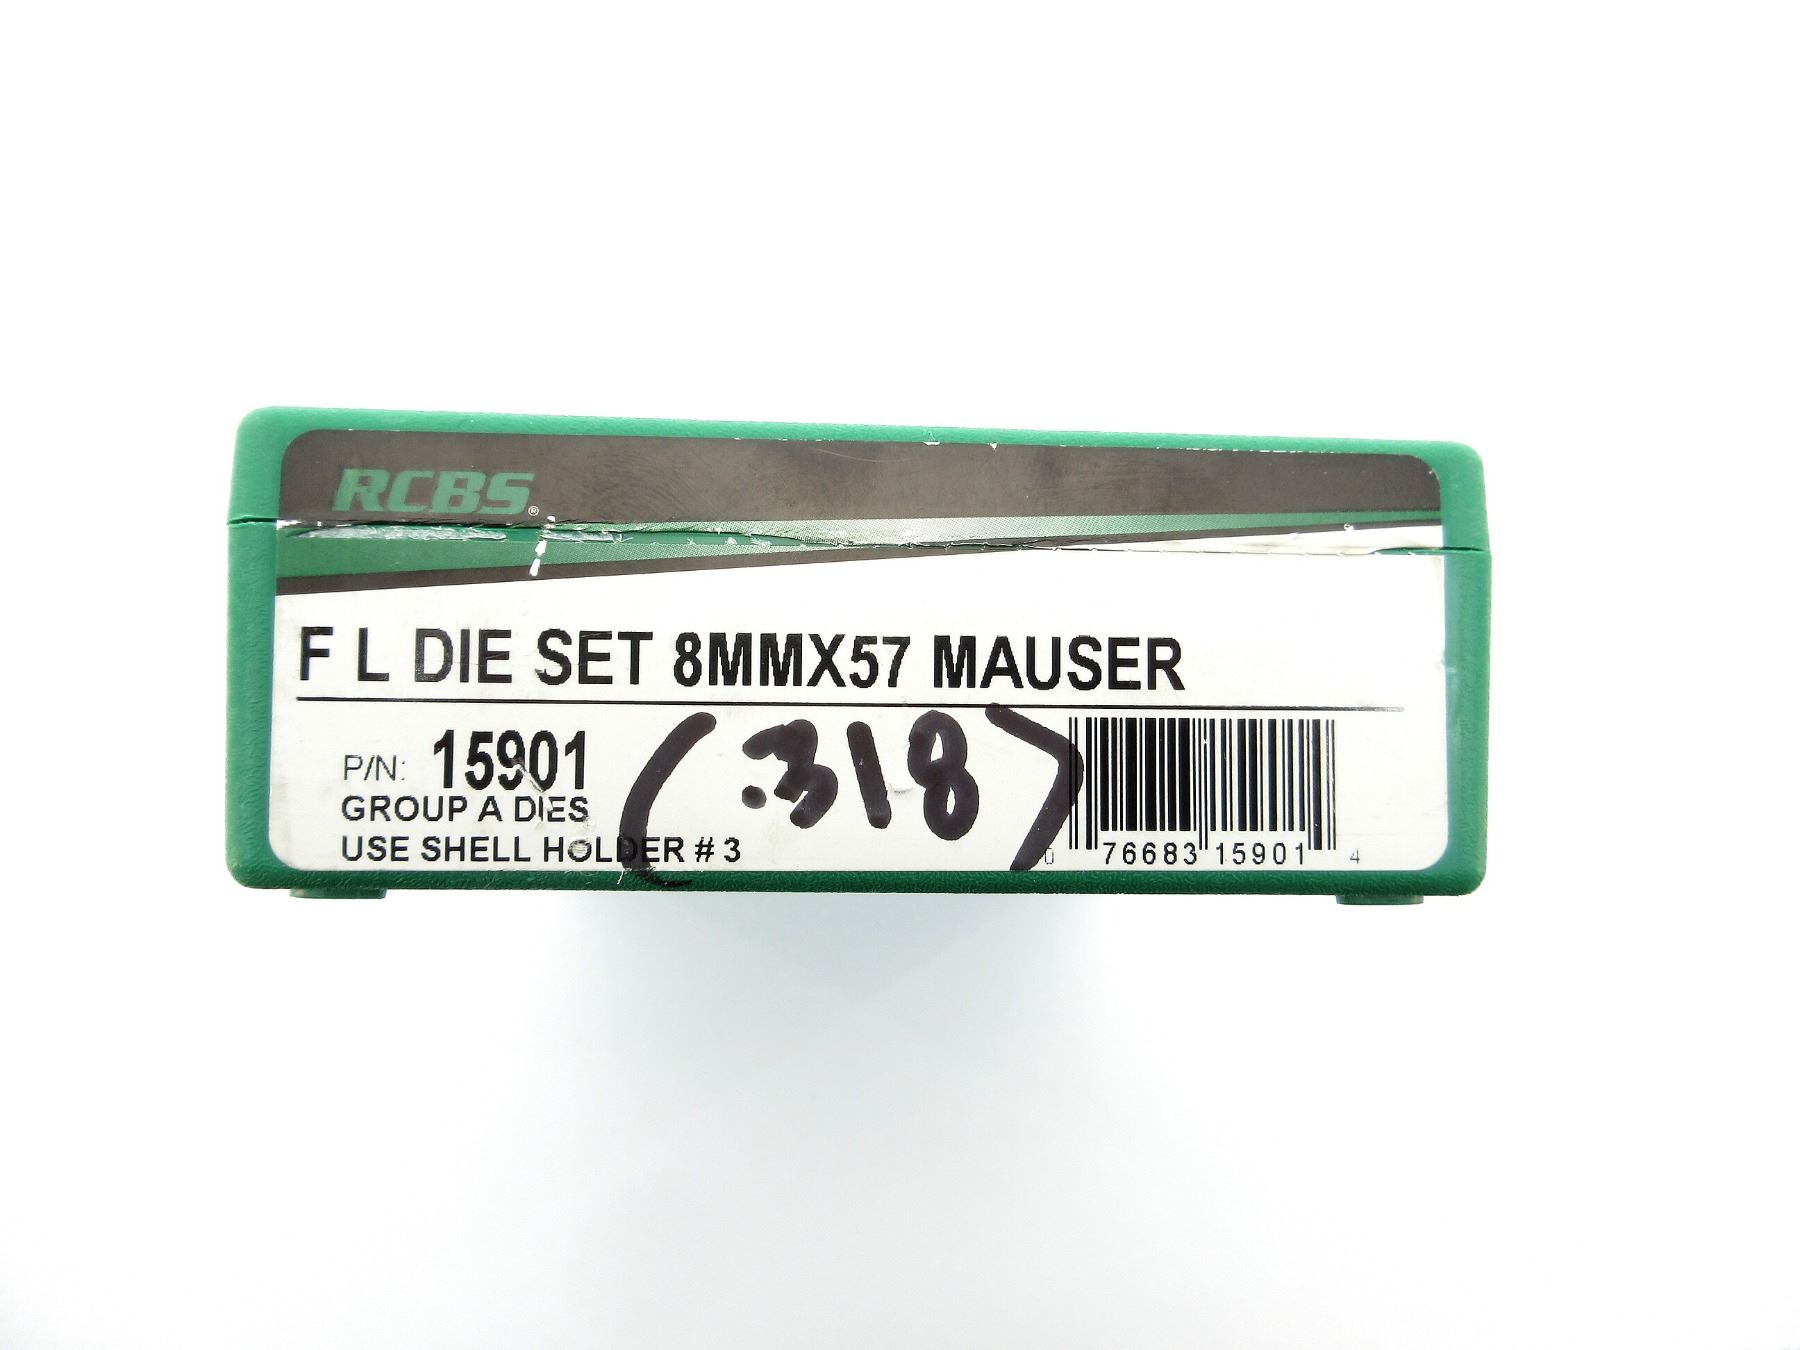 RCBS®
F L DIE SET 8MMX57 MAUSER
P/N: 15901
(.318)
GROUP A DIES
USE SHELL HOLDER # 3
0 76683 15901 4